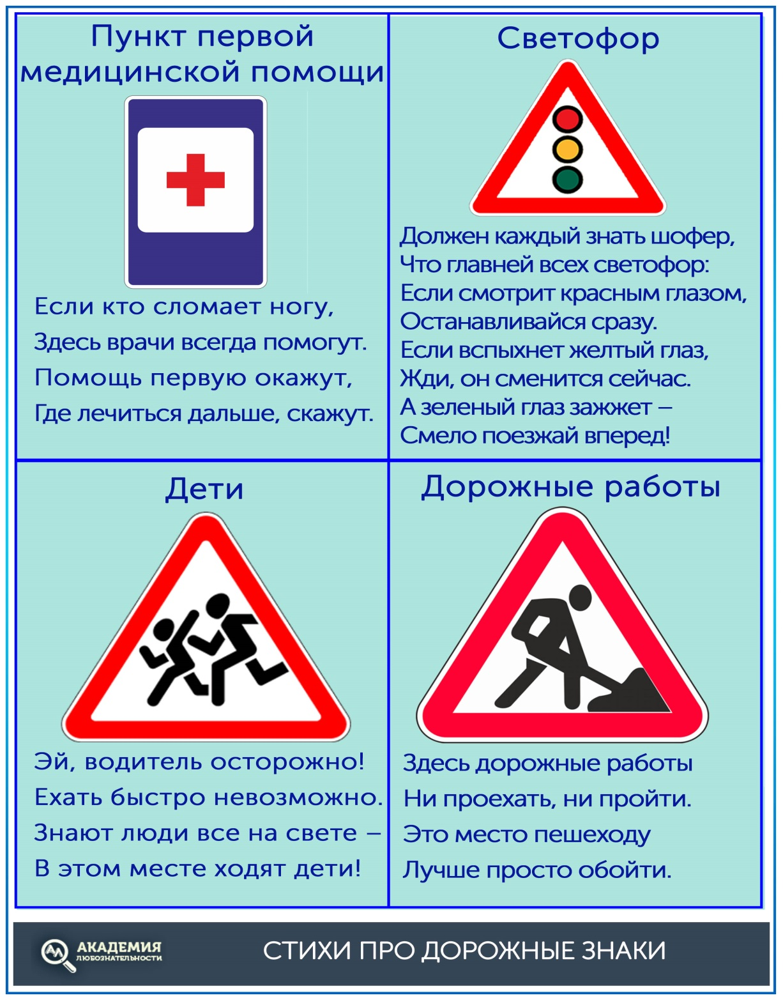 Пункт первой
медицинской помощи
Если кто сломает ногу,
Здесь врачи всегда помогут.
Помощь первую окажут,
Где лечиться дальше, скажут.
Светофор
Должен каждый знать шофер,
Что главней всех светофор:
Если смотрит красным глазом,
Останавливайся сразу.
Если вспыхнет желтый глаз,
Жди, он сменится сейчас.
А зеленый глаз зажжет –
Смело поезжай вперед!
Дети
Эй, водитель осторожно!
Ехать быстро невозможно.
Знают люди все на свете –
В этом месте ходят дети!
Дорожные работы
Здесь дорожные работы
Ни проехать, ни пройти.
Это место пешеходу
Лучше просто обойти.
АЛ
АКАДЕМИЯ
ЛЮБОЗНАТЕЛЬНОСТИ
СТИХИ ПРО ДОРОЖНЫЕ ЗНАКИ